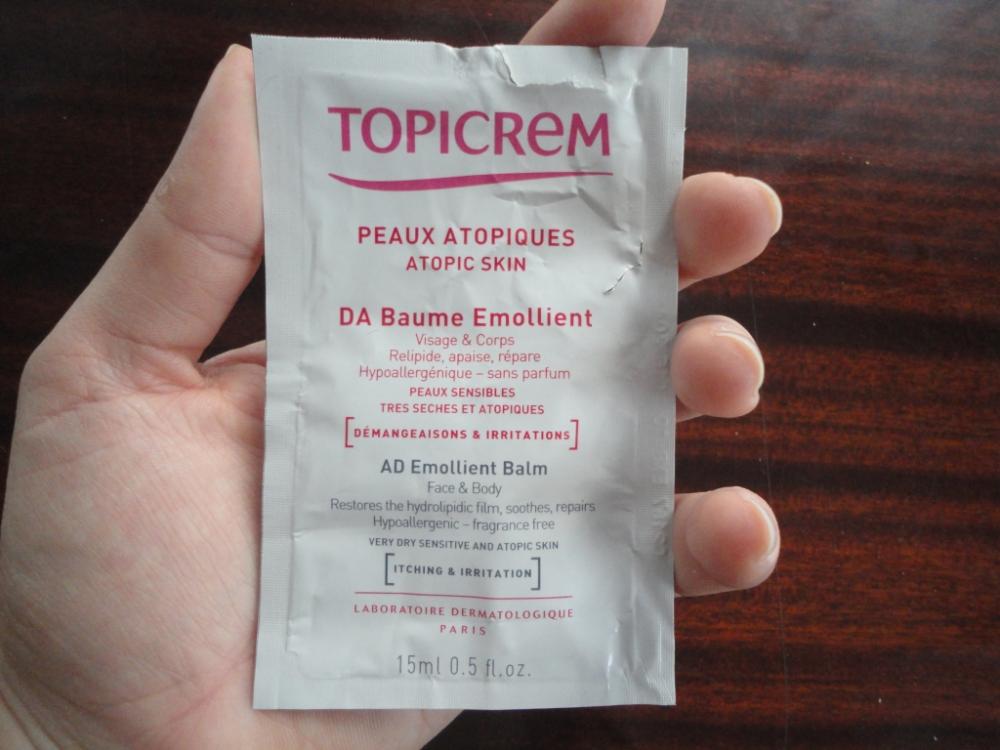 TOPICREM
PEAUX ATOPIQUES
ATOPIC SKIN
DA Baume Emollient
Visage & Corps
Relipide, apaise, répare
Hypoallergénique – sans parfum
PEAUX SENSIBLES
TRES SECHES ET ATOPIQUES
[DÉMANGEAISONS & IRRITATIONS]
AD Emollient Balm
Face & Body
Restores the hydrolipidic film, soothes, repairs
Hypoallergenic – fragrance free
VERY DRY SENSITIVE AND ATOPIC SKIN
[ITCHING & IRRITATION]
LABORATOIRE DERMATOLOGIQUE
PARIS
15ml 0.5 fl.oz.